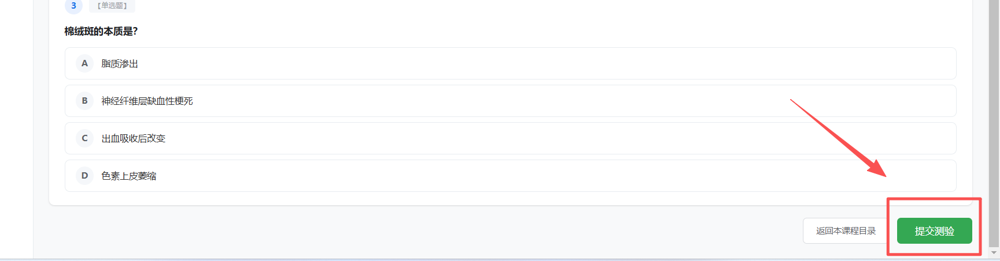 3 【单选题】
棉绒斑的本质是?
A 脂质渗出
B 神经纤维层缺血性梗死
C 出血吸收后改变
D 色素上皮萎缩
返回本课程目录 提交测验